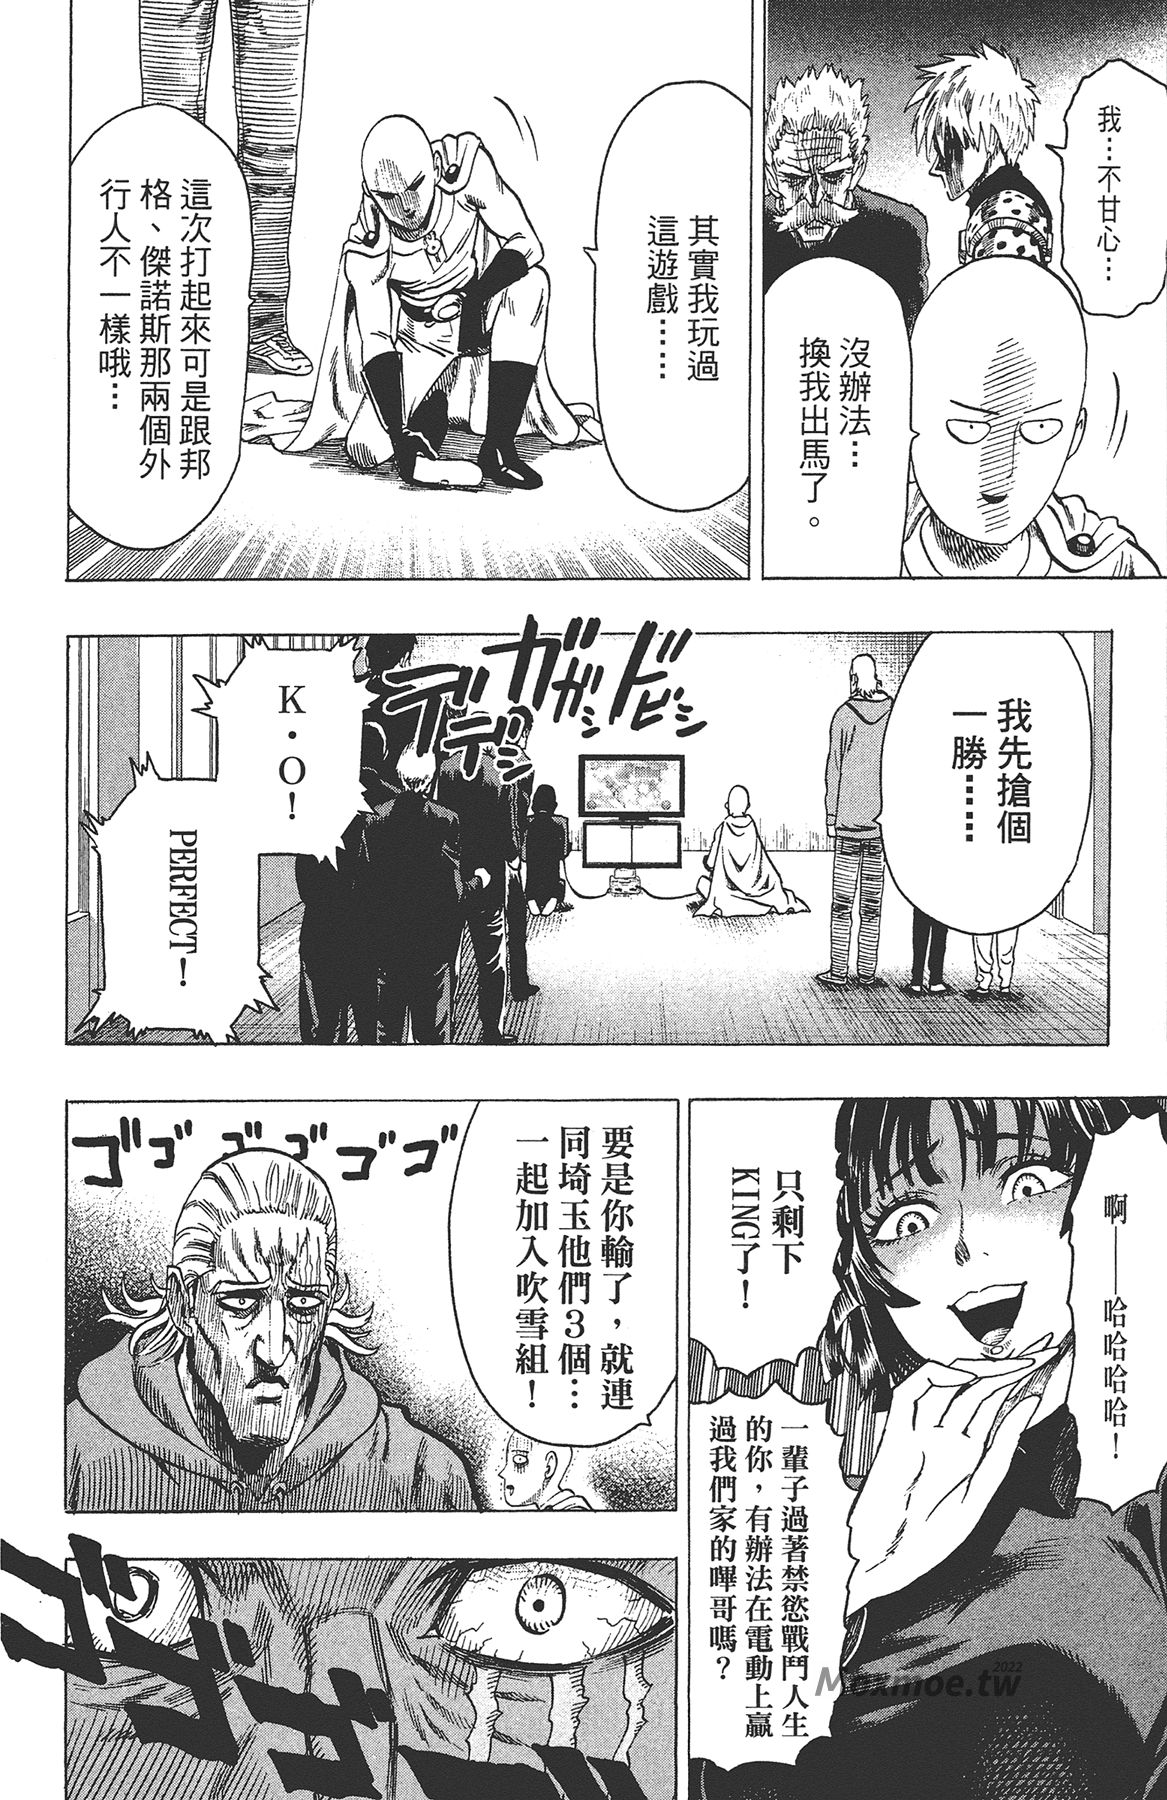 我…不甘心…
沒辦法…
換我出馬了。
其實我玩過
這遊戲……
這次打起來可是跟邦
格、傑諾斯那兩個外
行人不一樣哦…
我先搶個
一勝……
ドビシ
ガガシ
デデデデシ
K．O！
PERFECT！
啊——哈哈哈哈！
只剩下
KING了！
一輩子過著禁慾戰鬥人生
的你，有辦法在電動上贏
過我們家的嗶哥嗎？
要是你輸了，就連
同埼玉他們3個…
一起加入吹雪組！
ゴゴゴゴゴゴ
Moxmoe.tw
2022